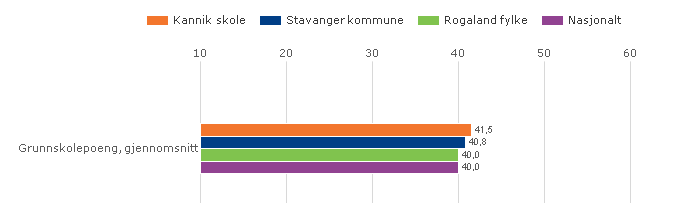 Kannik skole Stavanger kommune Rogaland fylke Nasjonalt
10 20 30 40 50 60
41,5
40,8
Grunnskolepoeng, gjennomsnitt
40,0
40,0